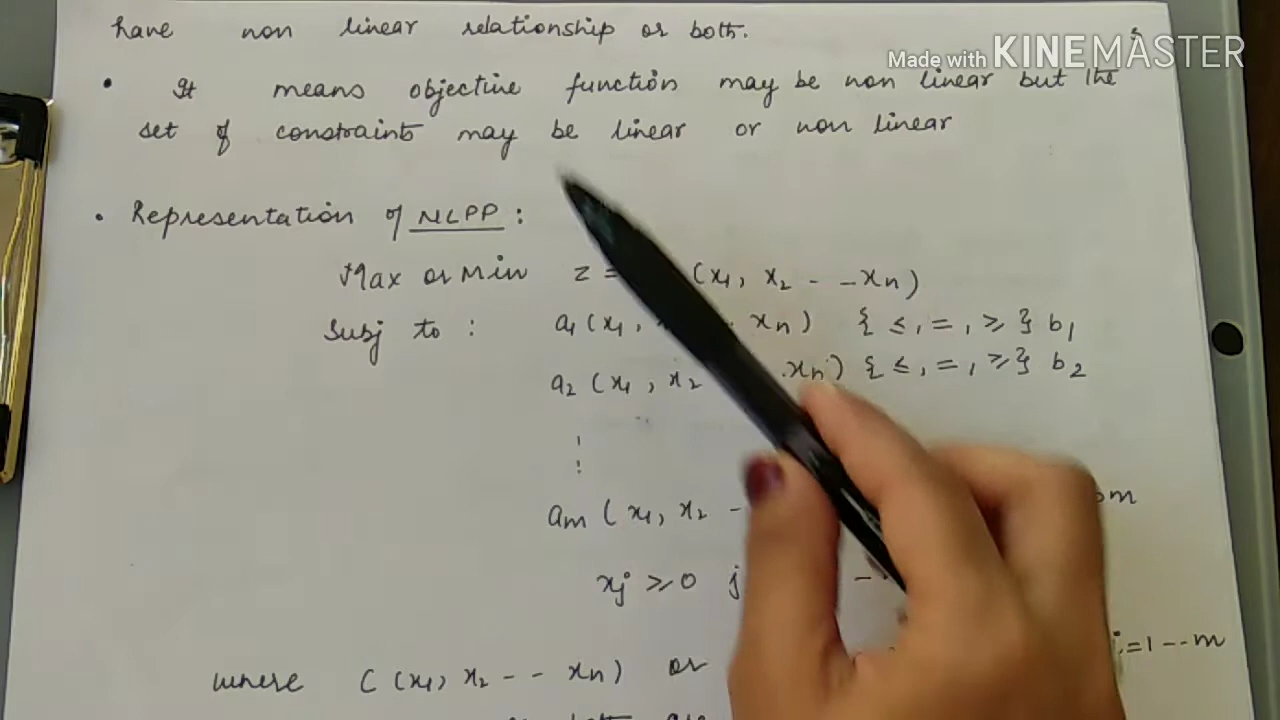 have non linear relationship or both.
Made with KINEMASTER
• It means objective function may be non linear but the
set of constraints may be linear or non linear
• Representation of NLPP :
Max or Min z = (x1, x2 - - xn)
Subj to : a1 (x1, . xn) { ≤ , = , ≥ } b1
a2 (x1 , x2 . xn) { ≤ , = , ≥ } b2
⋮
am (x1, x2 - m
xj ≥ 0 j -
where C (x1, x2 - - xn) or i=1 -- m